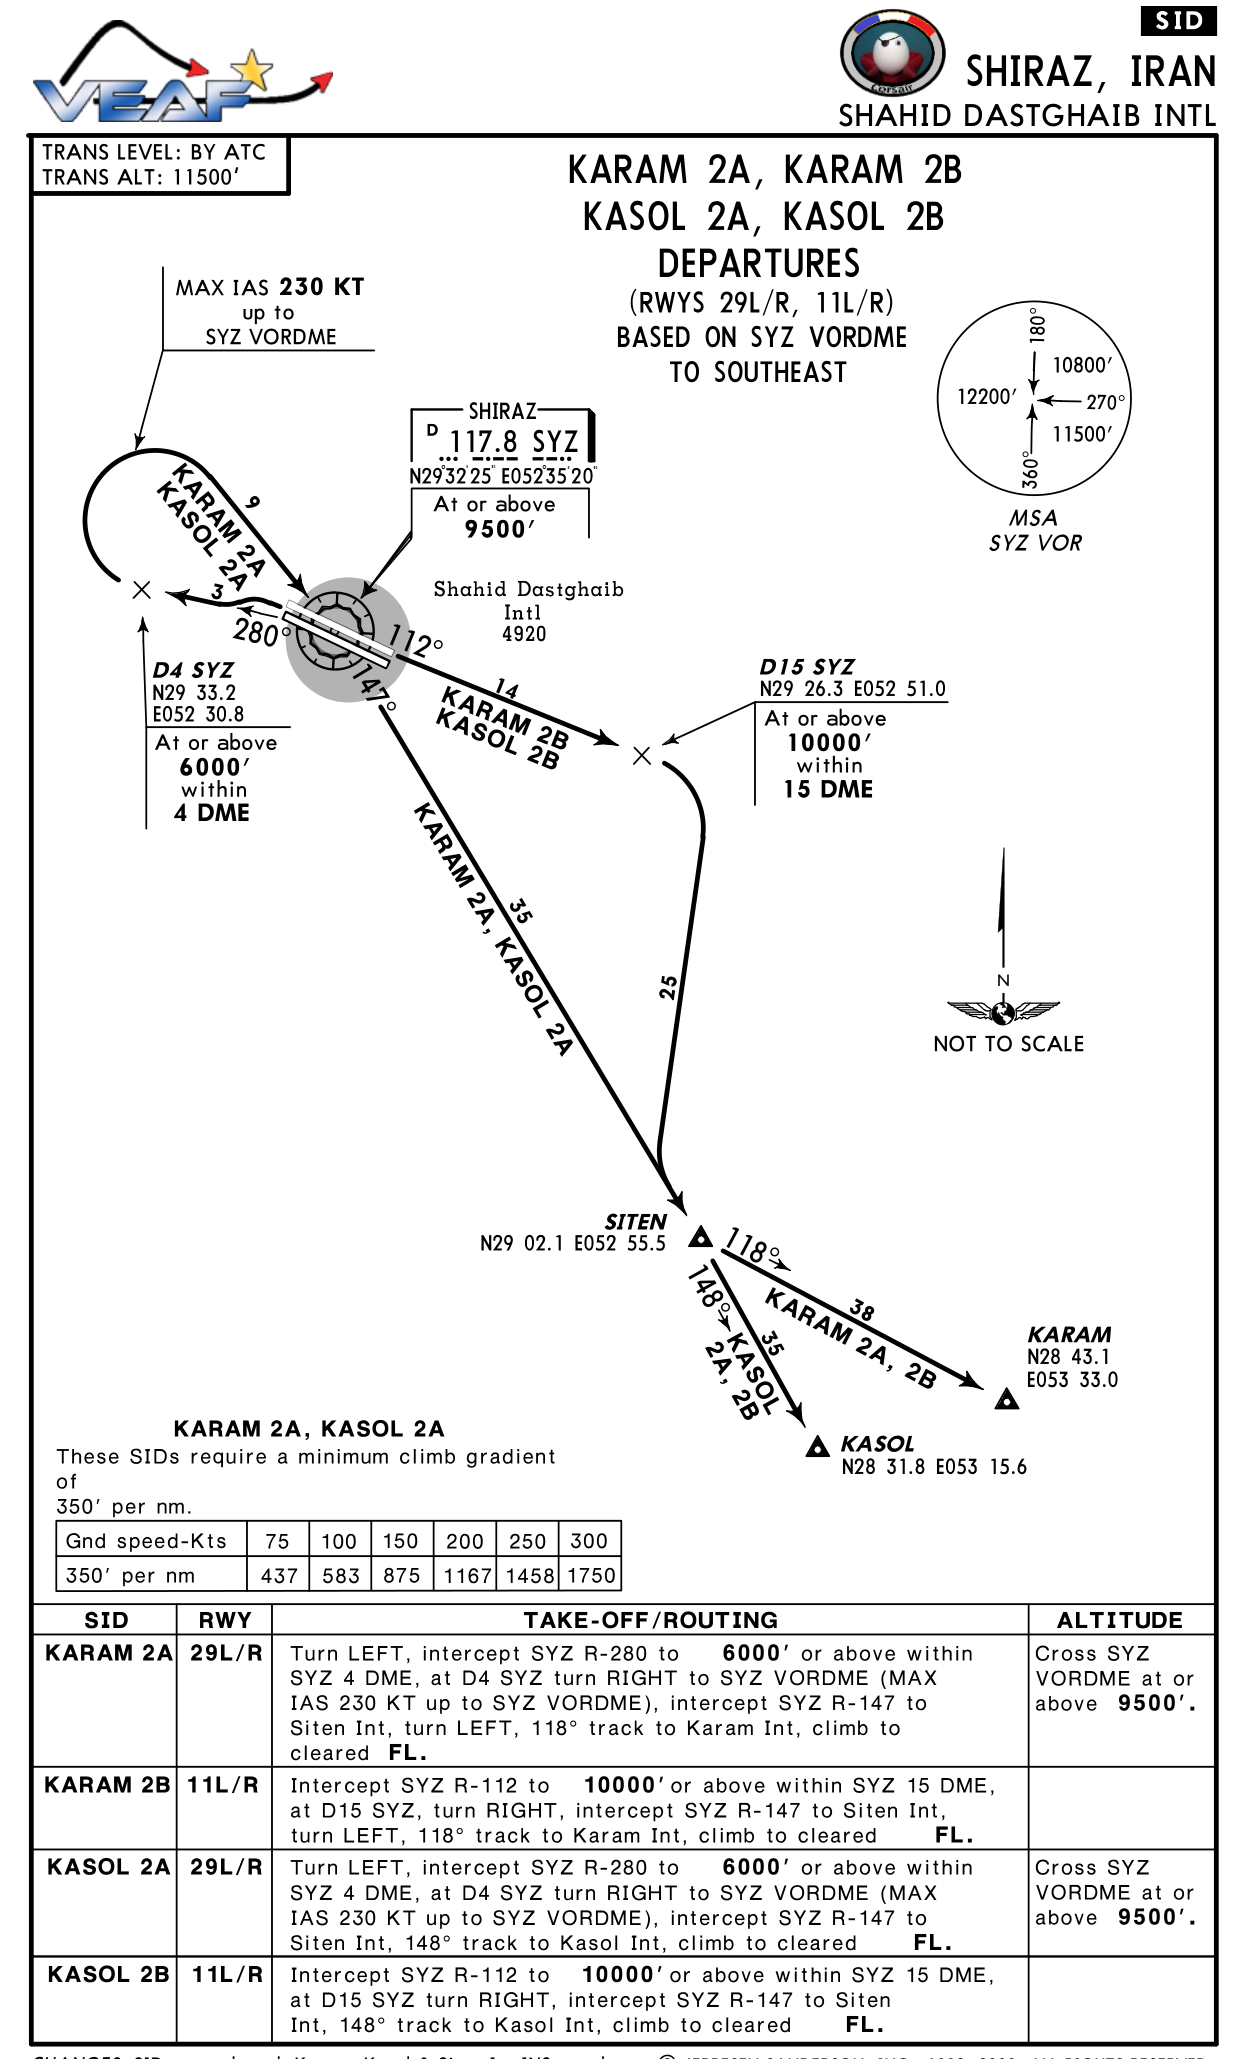 VEAF
Corsair
SID
SHIRAZ, IRAN
SHAHID DASTGHAIB INTL
TRANS LEVEL: BY ATC
TRANS ALT: 11500'
KARAM 2A, KARAM 2B
KASOL 2A, KASOL 2B
DEPARTURES
(RWYS 29L/R, 11L/R)
BASED ON SYZ VORDME
TO SOUTHEAST
MAX IAS 230 KT
up to
SYZ VORDME
180°
10800'
12200'
270°
11500'
360°
MSA
SYZ VOR
SHIRAZ
D 117.8 SYZ
N29°32'25" E052°35'20"
At or above
9500'
KARAM 2A
KASOL 2A
9
3
280°
Shahid Dastghaib
Intl
4920
112°
147°
14
KARAM 2B
KASOL 2B
D4 SYZ
N29 33.2
E052 30.8
At or above
6000'
within
4 DME
D15 SYZ
N29 26.3 E052 51.0
At or above
10000'
within
15 DME
KARAM 2A, KASOL 2A
35
25
N
NOT TO SCALE
SITEN
N29 02.1 E052 55.5
118°
148°
38
KARAM 2A, 2B
35
KASOL
2A, 2B
KARAM
N28 43.1
E053 33.0
KASOL
N28 31.8 E053 15.6
KARAM 2A, KASOL 2A
These SIDs require a minimum climb gradient
of
350' per nm.
Gnd speed-Kts 75 100 150 200 250 300
350' per nm 437 583 875 1167 1458 1750
SID RWY TAKE-OFF/ROUTING ALTITUDE
KARAM 2A 29L/R Turn LEFT, intercept SYZ R-280 to 6000' or above within Cross SYZ
SYZ 4 DME, at D4 SYZ turn RIGHT to SYZ VORDME (MAX VORDME at or
IAS 230 KT up to SYZ VORDME), intercept SYZ R-147 to above 9500'.
Siten Int, turn LEFT, 118° track to Karam Int, climb to
cleared FL.
KARAM 2B 11L/R Intercept SYZ R-112 to 10000' or above within SYZ 15 DME,
at D15 SYZ, turn RIGHT, intercept SYZ R-147 to Siten Int,
turn LEFT, 118° track to Karam Int, climb to cleared FL.
KASOL 2A 29L/R Turn LEFT, intercept SYZ R-280 to 6000' or above within Cross SYZ
SYZ 4 DME, at D4 SYZ turn RIGHT to SYZ VORDME (MAX VORDME at or
IAS 230 KT up to SYZ VORDME), intercept SYZ R-147 to above 9500'.
Siten Int, 148° track to Kasol Int, climb to cleared FL.
KASOL 2B 11L/R Intercept SYZ R-112 to 10000' or above within SYZ 15 DME,
at D15 SYZ turn RIGHT, intercept SYZ R-147 to Siten
Int, 148° track to Kasol Int, climb to cleared FL.